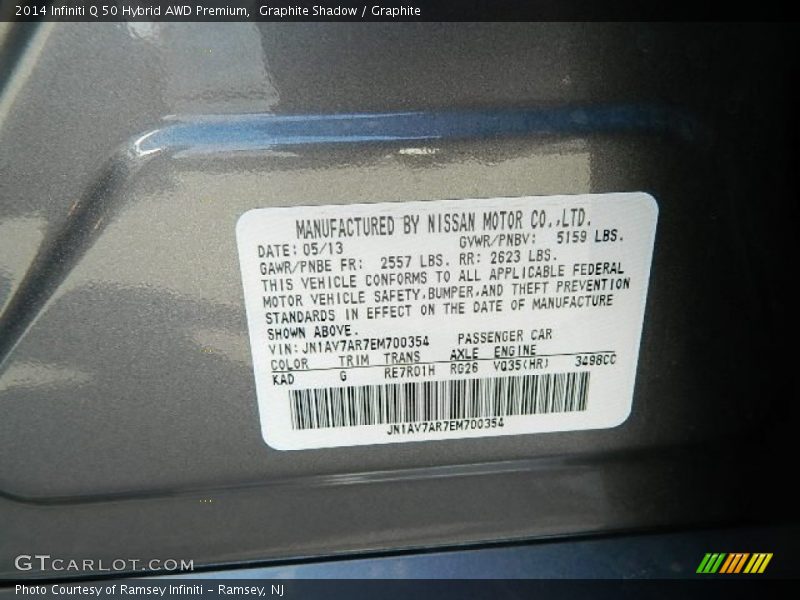 2014 Infiniti Q 50 Hybrid AWD Premium,  Graphite Shadow / Graphite
MANUFACTURED BY NISSAN MOTOR CO.,LTD.
DATE: 05/13 GVWR/PNBV: 5159 LBS.
GAWR/PNBE FR: 2557 LBS. RR: 2623 LBS.
THIS VEHICLE CONFORMS TO ALL APPLICABLE FEDERAL
MOTOR VEHICLE SAFETY,BUMPER,AND THEFT PREVENTION
STANDARDS IN EFFECT ON THE DATE OF MANUFACTURE
SHOWN ABOVE.
VIN: JN1AV7AR7EM700354 PASSENGER CAR
COLOR TRIM TRANS AXLE ENGINE
KAD G RE7R01H RG26 VQ35(HR) 3498CC
JN1AV7AR7EM700354
GTCARLOT.COM
Photo Courtesy of Ramsey Infiniti - Ramsey, NJ